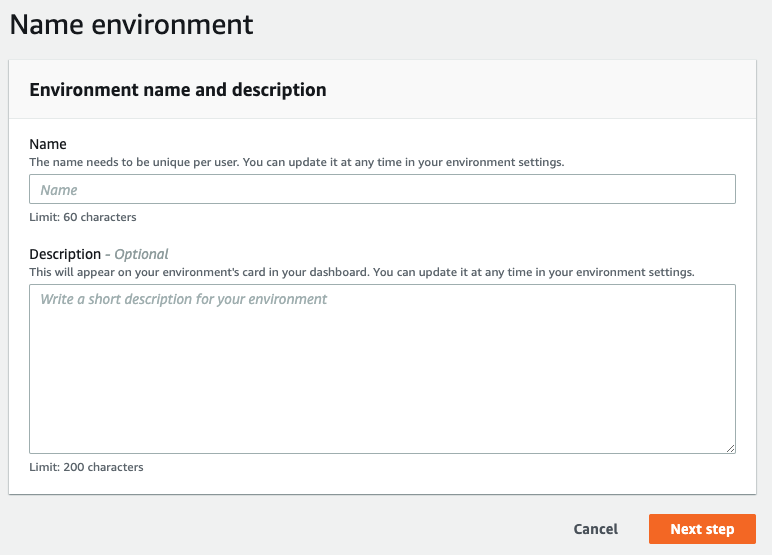 Name environment
Environment name and description
Name
The name needs to be unique per user. You can update it at any time in your environment settings.
Name
Limit: 60 characters
Description - Optional
This will appear on your environment's card in your dashboard. You can update it at any time in your environment settings.
Write a short description for your environment
Limit: 200 characters
Cancel Next step